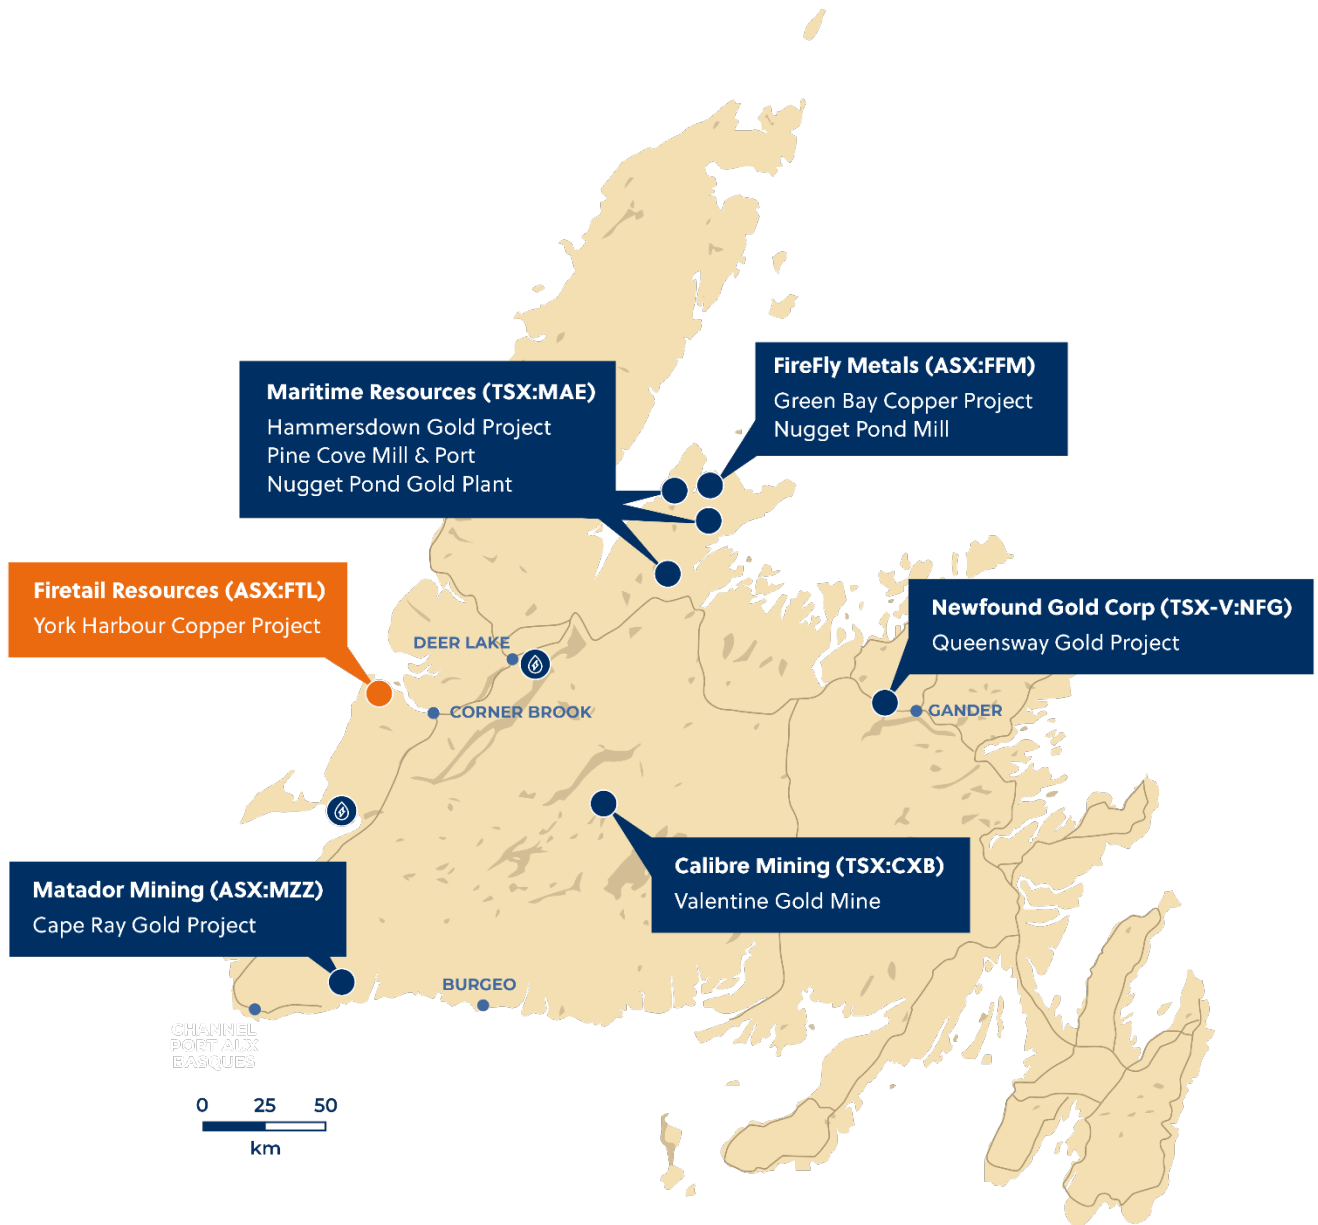 FireFly Metals (ASX:FFM)
Green Bay Copper Project
Nugget Pond Mill
Maritime Resources (TSX:MAE)
Hammersdown Gold Project
Pine Cove Mill & Port
Nugget Pond Gold Plant
Firetail Resources (ASX:FTL)
York Harbour Copper Project
Newfound Gold Corp (TSX-V:NFG)
Queensway Gold Project
DEER LAKE
CORNER BROOK
GANDER
Calibre Mining (TSX:CXB)
Valentine Gold Mine
Matador Mining (ASX:MZZ)
Cape Ray Gold Project
BURGEO
CHANNEL
PORT AUX
BASQUES
0 25 50
km